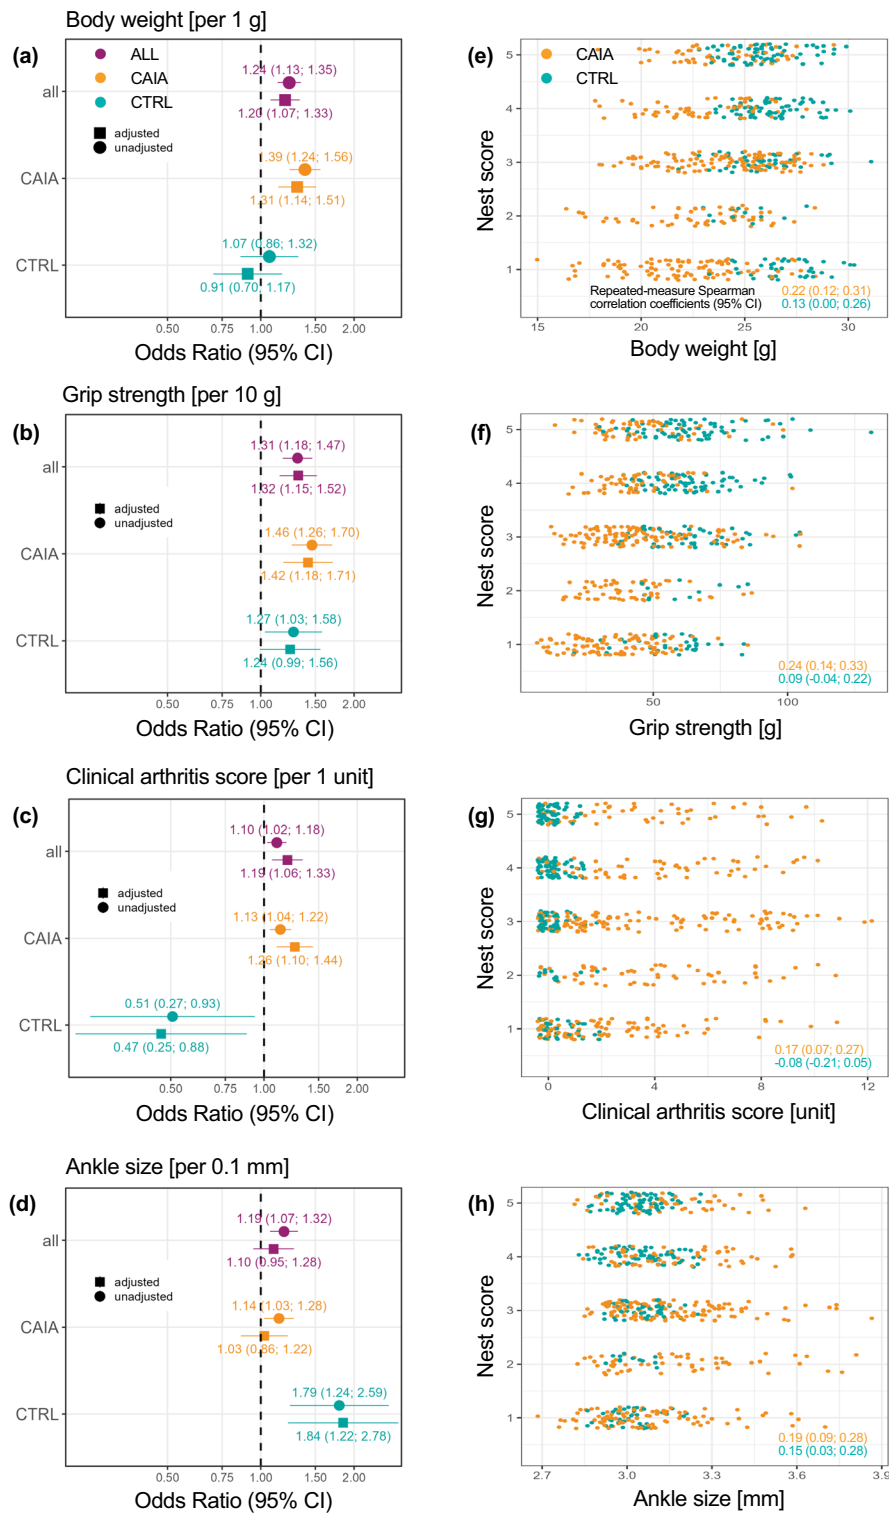 Body weight [per 1 g]
(a)
ALL
CAIA
CTRL
adjusted
unadjusted
all
CAIA
CTRL
1.24 (1.13; 1.35)
1.20 (1.07; 1.33)
1.39 (1.24; 1.56)
1.31 (1.14; 1.51)
1.07 (0.86; 1.32)
0.91 (0.70; 1.17)
0.50 0.75 1.00 1.50 2.00
Odds Ratio (95% CI)
(e)
CAIA
CTRL
Nest score
5
4
3
2
1
Repeated-measure Spearman
correlation coefficients (95% CI)
0.22 (0.12; 0.31)
0.13 (0.00; 0.26)
15 20 25 30
Body weight [g]
Grip strength [per 10 g]
(b)
adjusted
unadjusted
all
CAIA
CTRL
1.31 (1.18; 1.47)
1.32 (1.15; 1.52)
1.46 (1.26; 1.70)
1.42 (1.18; 1.71)
1.27 (1.03; 1.58)
1.24 (0.99; 1.56)
0.50 0.75 1.00 1.50 2.00
Odds Ratio (95% CI)
(f)
Nest score
5
4
3
2
1
0.24 (0.14; 0.33)
0.09 (-0.04; 0.22)
50 100
Grip strength [g]
Clinical arthritis score [per 1 unit]
(c)
adjusted
unadjusted
all
CAIA
CTRL
1.10 (1.02; 1.18)
1.19 (1.06; 1.33)
1.13 (1.04; 1.22)
1.26 (1.10; 1.44)
0.51 (0.27; 0.93)
0.47 (0.25; 0.88)
0.50 0.75 1.00 1.50 2.00
Odds Ratio (95% CI)
(g)
Nest score
5
4
3
2
1
0.17 (0.07; 0.27)
-0.08 (-0.21; 0.05)
0 4 8 12
Clinical arthritis score [unit]
Ankle size [per 0.1 mm]
(d)
adjusted
unadjusted
all
CAIA
CTRL
1.19 (1.07; 1.32)
1.10 (0.95; 1.28)
1.14 (1.03; 1.28)
1.03 (0.86; 1.22)
1.79 (1.24; 2.59)
1.84 (1.22; 2.78)
0.50 0.75 1.00 1.50 2.00
Odds Ratio (95% CI)
(h)
Nest score
5
4
3
2
1
0.19 (0.09; 0.28)
0.15 (0.03; 0.28)
2.7 3.0 3.3 3.6 3.9
Ankle size [mm]